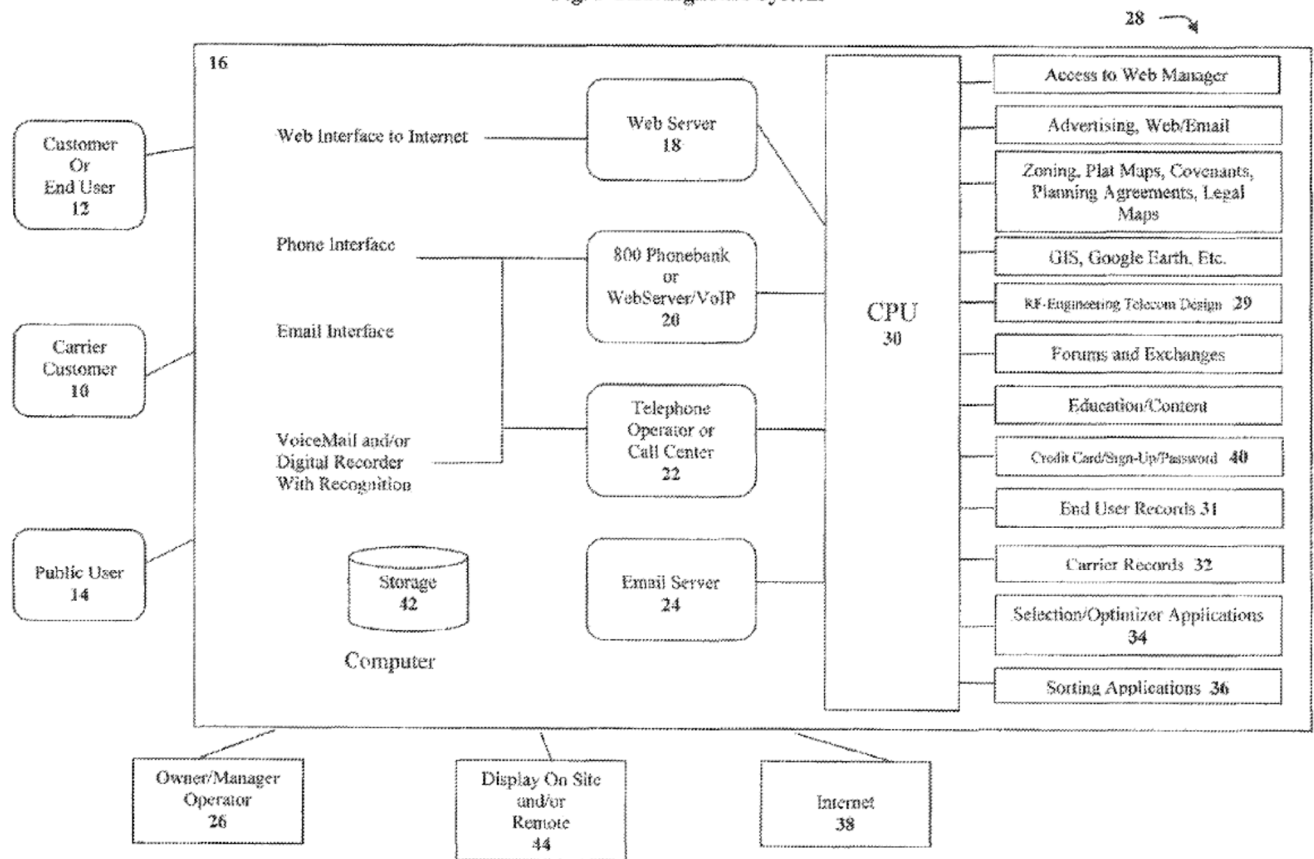 28
16
Customer
Or
End User
12
Carrier
Customer
10
Public User
14
Web Interface to Internet
Phone Interface
Email Interface
VoiceMail and/or
Digital Recorder
With Recognition
Storage
42
Computer
Web Server
18
800 Phonebank
or
WebServer/VoIP
20
Telephone
Operator or
Call Center
22
Email Server
24
CPU
30
Access to Web Manager
Advertising, Web/Email
Zoning, Plat Maps, Covenants,
Planning Agreements, Legal
Maps
GIS, Google Earth, Etc.
RF-Engineering Telecom Design 29
Forums and Exchanges
Education/Content
Credit Card/Sign-Up/Password 40
End User Records 31
Carrier Records 32
Selection/Optimizer Applications
34
Sorting Applications 36
Owner/Manager
Operator
26
Display On Site
and/or
Remote
44
Internet
38